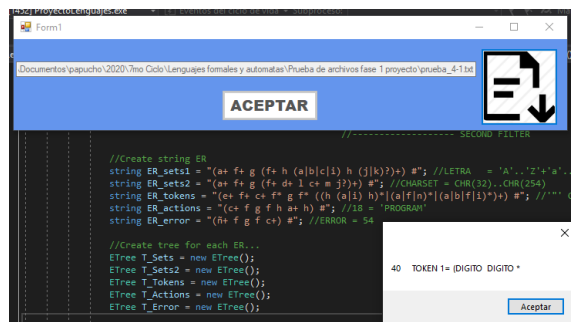 [452] ProyectoLenguajes.exe Eventos del ciclo de vida Subproceso:
Form1
Documentos\papucho\2020\7mo Ciclo\Lenguajes formales y automatas\Prueba de archivos fase 1 proyecto\prueba_4-1.txt
ACEPTAR
//------------------- SECOND FILTER
//Create string ER
string ER_sets1 = "(a+ f+ g (f+ h (a|b|c|i) h (j|k)?)+) #"; //LETRA = 'A'..'Z'+'a'..
string ER_sets2 = "(a+ f+ g (f+ d+ l c+ m j?)+) #"; //CHARSET = CHR(32)..CHR(254)
string ER_tokens = "(e+ f+ c+ f* g f* ((h (a|i) h)*|(a|f|n)*|(a|b|f|i)*)+) #"; //'"'
string ER_actions = "(c+ f g f h a+ h) #"; //18 = 'PROGRAM'
string ER_error = "(ñ+ f g f c+) #"; //ERROR = 54
//Create tree for each ER...
ETree T_Sets = new ETree();
ETree T_Sets2 = new ETree();
ETree T_Tokens = new ETree();
ETree T_Actions = new ETree();
ETree T_Error = new ETree();
40 TOKEN 1= (DIGITO DIGITO *
Aceptar